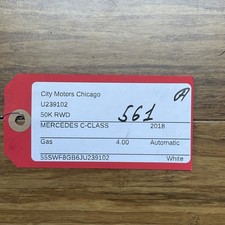 City Motors Chicago
U239102
50K RWD 561 A
MERCEDES C-CLASS 2018
Gas 4.00 Automatic
55SWF8GB6JU239102
White